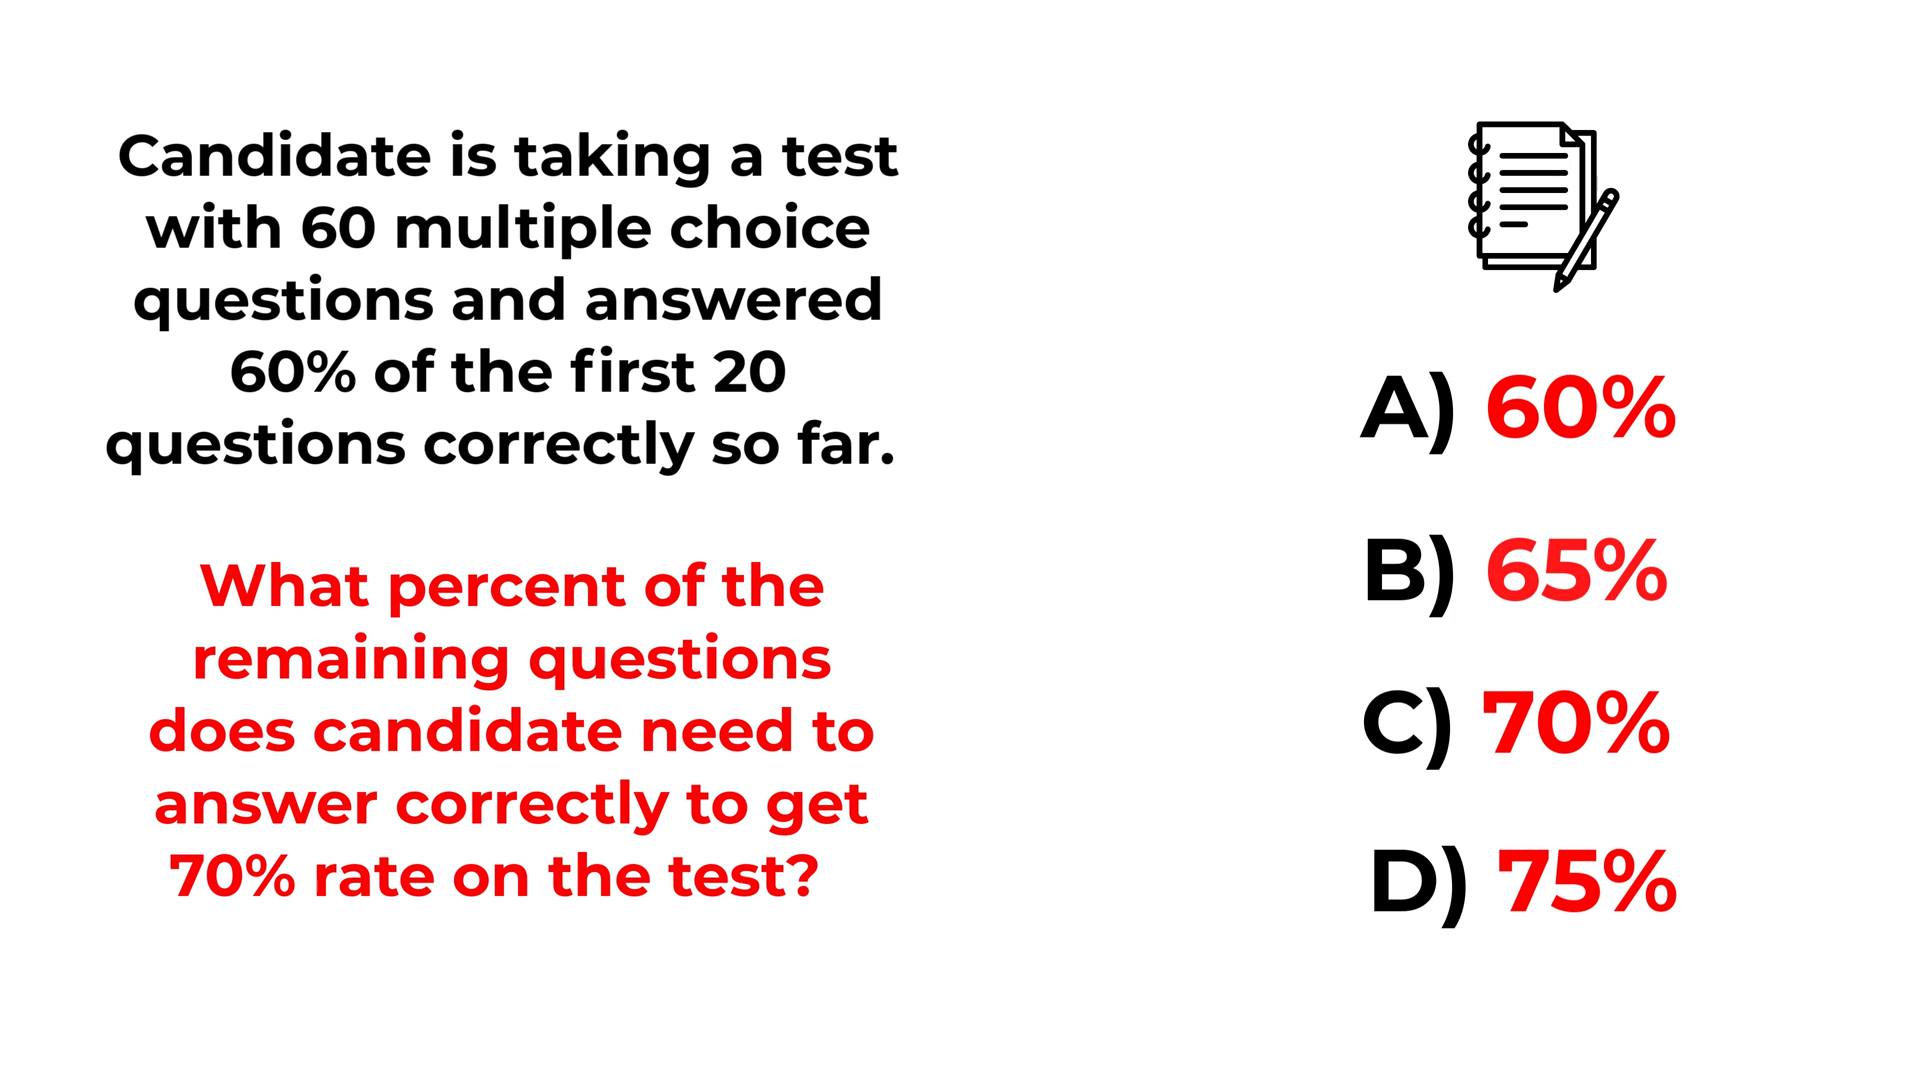 Candidate is taking a test
with 60 multiple choice
questions and answered
60% of the first 20
questions correctly so far.
What percent of the
remaining questions
does candidate need to
answer correctly to get
70% rate on the test?
A) 60%
B) 65%
C) 70%
D) 75%